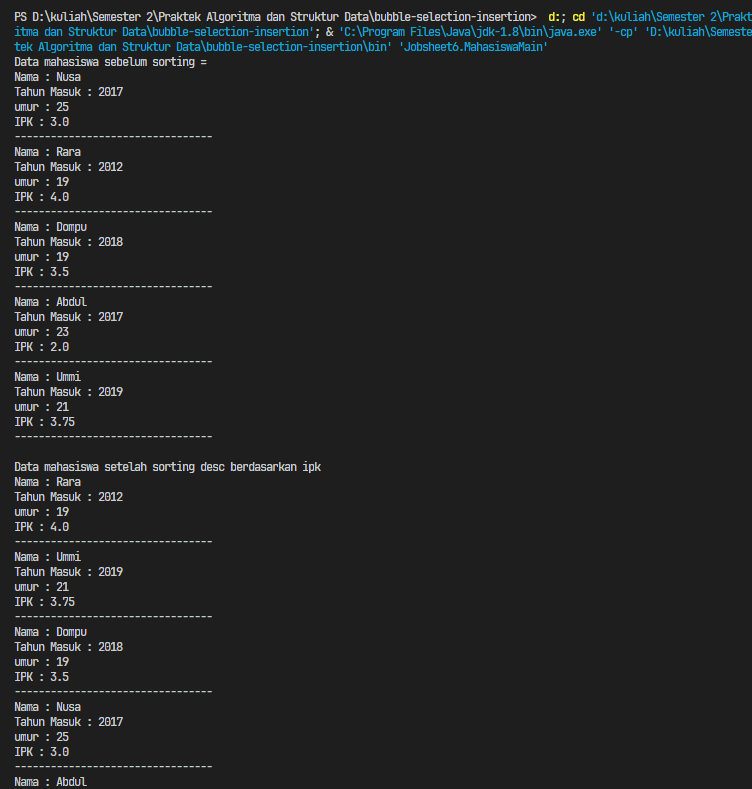 PS D:\kuliah\Semester 2\Praktek Algoritma dan Struktur Data\bubble-selection-insertion>  d:; cd 'd:\kuliah\Semester 2\Prakt
itma dan Struktur Data\bubble-selection-insertion'; & 'C:\Program Files\Java\jdk-1.8\bin\java.exe' '-cp' 'D:\kuliah\Semeste
tek Algoritma dan Struktur Data\bubble-selection-insertion\bin' 'Jobsheet6.MahasiswaMain'
Data mahasiswa sebelum sorting =
Nama : Nusa
Tahun Masuk : 2017
umur : 25
IPK : 3.0
---------------------------------
Nama : Rara
Tahun Masuk : 2012
umur : 19
IPK : 4.0
---------------------------------
Nama : Dompu
Tahun Masuk : 2018
umur : 19
IPK : 3.5
---------------------------------
Nama : Abdul
Tahun Masuk : 2017
umur : 23
IPK : 2.0
---------------------------------
Nama : Ummi
Tahun Masuk : 2019
umur : 21
IPK : 3.75
---------------------------------
Data mahasiswa setelah sorting desc berdasarkan ipk
Nama : Rara
Tahun Masuk : 2012
umur : 19
IPK : 4.0
---------------------------------
Nama : Ummi
Tahun Masuk : 2019
umur : 21
IPK : 3.75
---------------------------------
Nama : Dompu
Tahun Masuk : 2018
umur : 19
IPK : 3.5
---------------------------------
Nama : Nusa
Tahun Masuk : 2017
umur : 25
IPK : 3.0
---------------------------------
Nama : Abdul